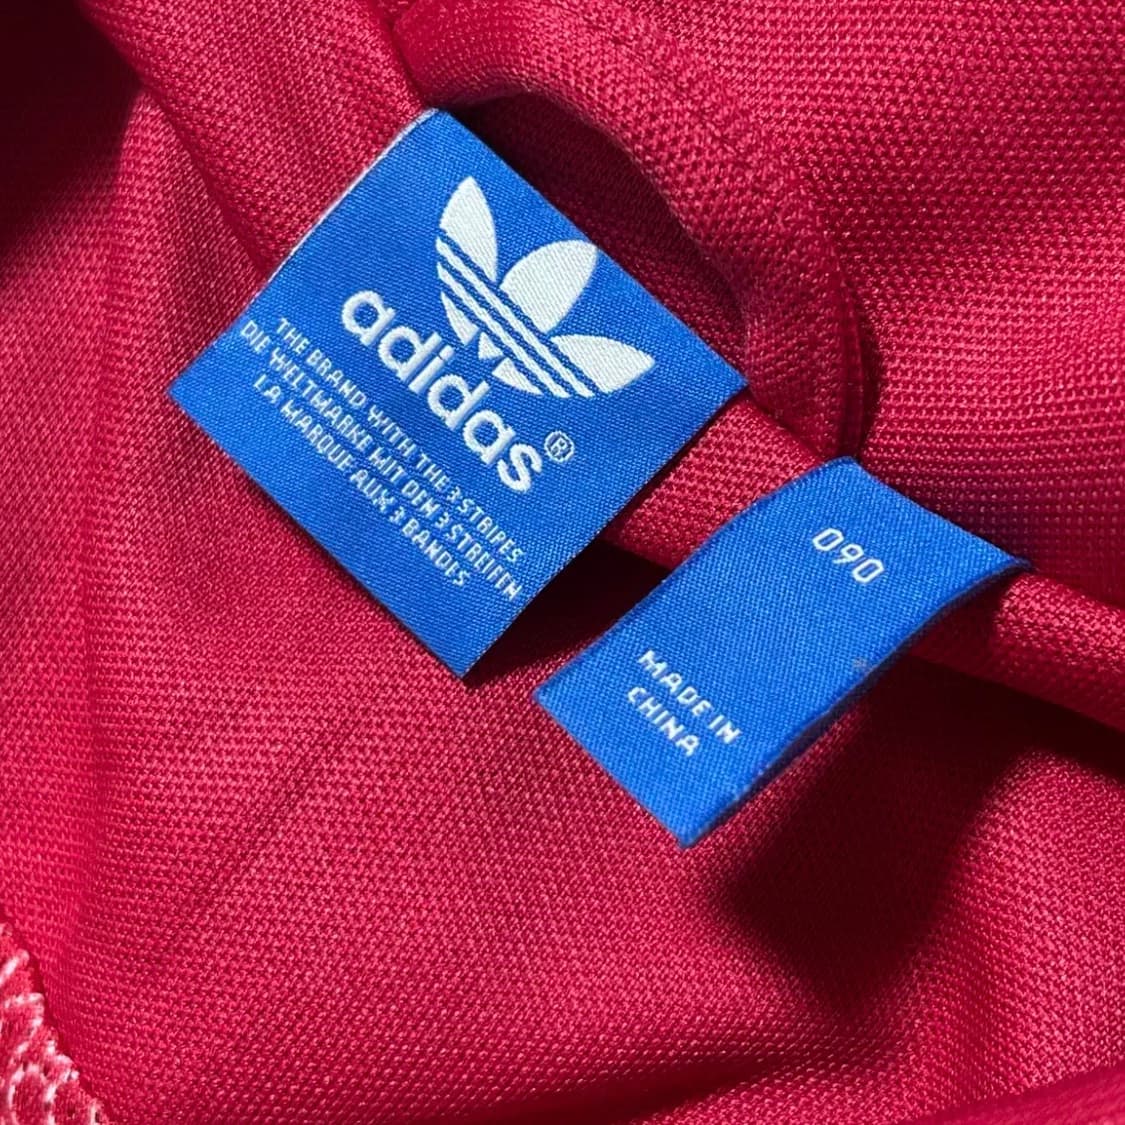 adidas®
THE BRAND WITH THE 3 STRIPES
DIE WELTMARKE MIT DEN 3 STREIFEN
LA MARQUE AUX 3 BANDES
090
MADE IN
CHINA